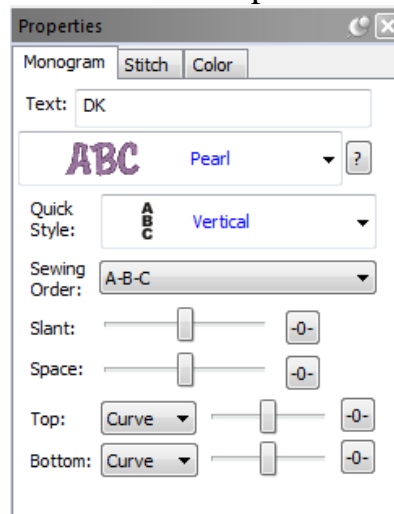 Properties
Monogram Stitch Color
Text: DK
ABC Pearl ?
Quick Style: ABC Vertical
Sewing Order: A-B-C
Slant: -0-
Space: -0-
Top: Curve -0-
Bottom: Curve -0-